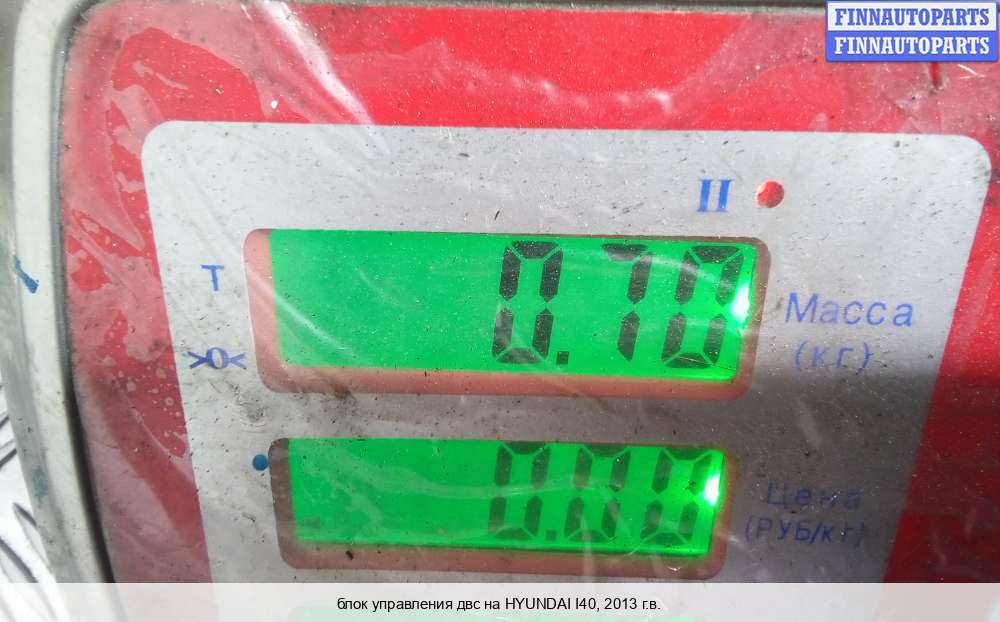 FINNAUTOPARTS
FINNAUTOPARTS
II
T
0.70
Масса
(кг)
>0<
0.00
Цена
(РУБ/кг)
блок управления двс на HYUNDAI I40, 2013 г.в.